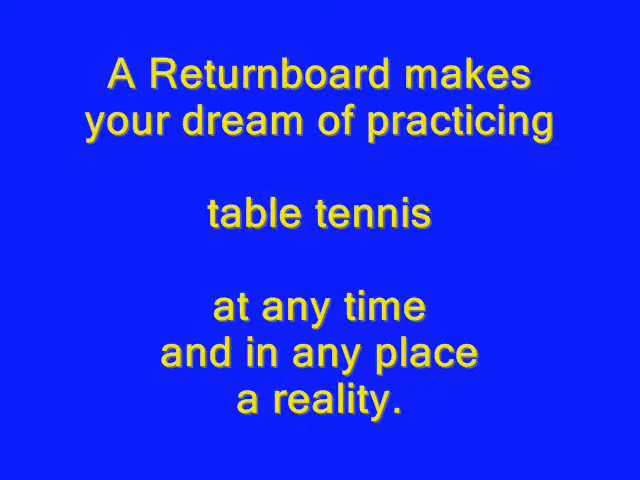 A Returnboard makes
your dream of practicing
table tennis
at any time
and in any place
a reality.